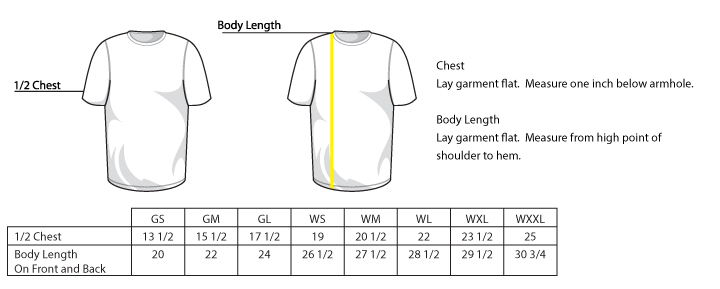 Body Length
1/2 Chest
Chest
Lay garment flat.  Measure one inch below armhole.
Body Length
Lay garment flat.  Measure from high point of
shoulder to hem.
GS GM GL WS WM WL WXL WXXL
1/2 Chest 13 1/2 15 1/2 17 1/2 19 20 1/2 22 23 1/2 25
Body Length 20 22 24 26 1/2 27 1/2 28 1/2 29 1/2 30 3/4
On Front and Back